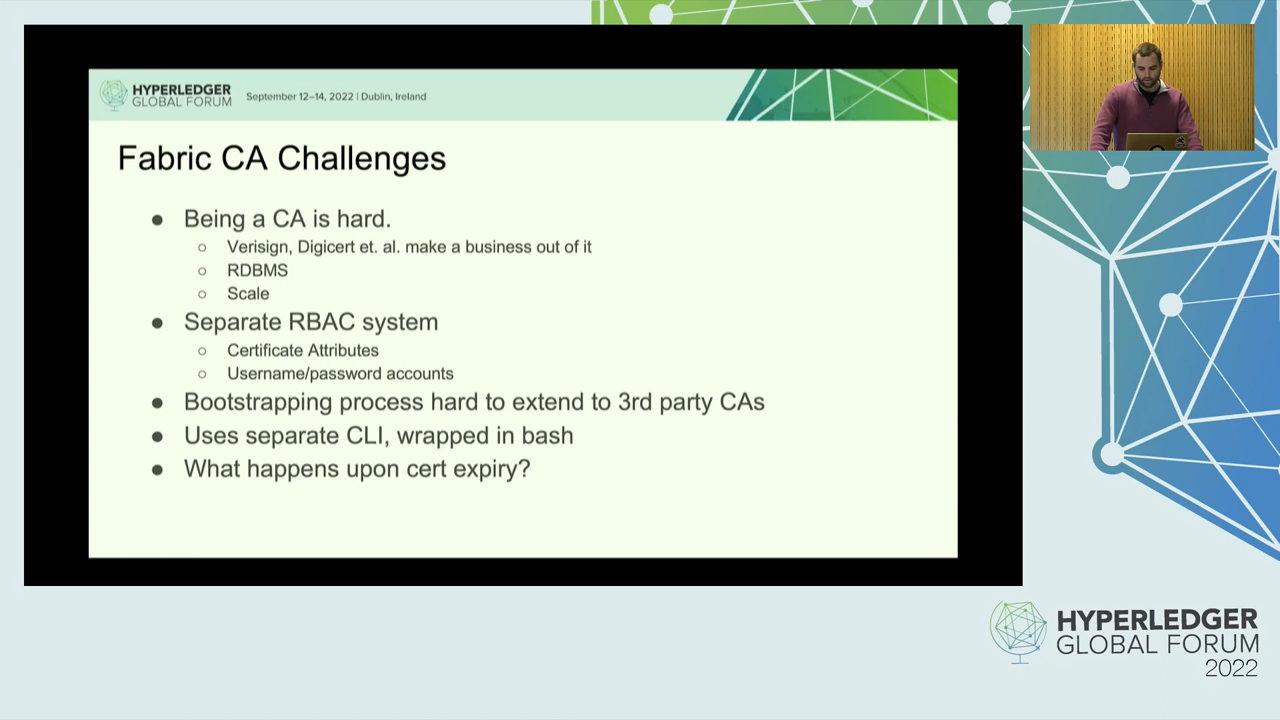 HYPERLEDGER
GLOBAL FORUM
September 12–14, 2022 | Dublin, Ireland
Fabric CA Challenges
● Being a CA is hard.
○ Verisign, Digicert et. al. make a business out of it
○ RDBMS
○ Scale
● Separate RBAC system
○ Certificate Attributes
○ Username/password accounts
● Bootstrapping process hard to extend to 3rd party CAs
● Uses separate CLI, wrapped in bash
● What happens upon cert expiry?
HYPERLEDGER
GLOBAL FORUM
2022